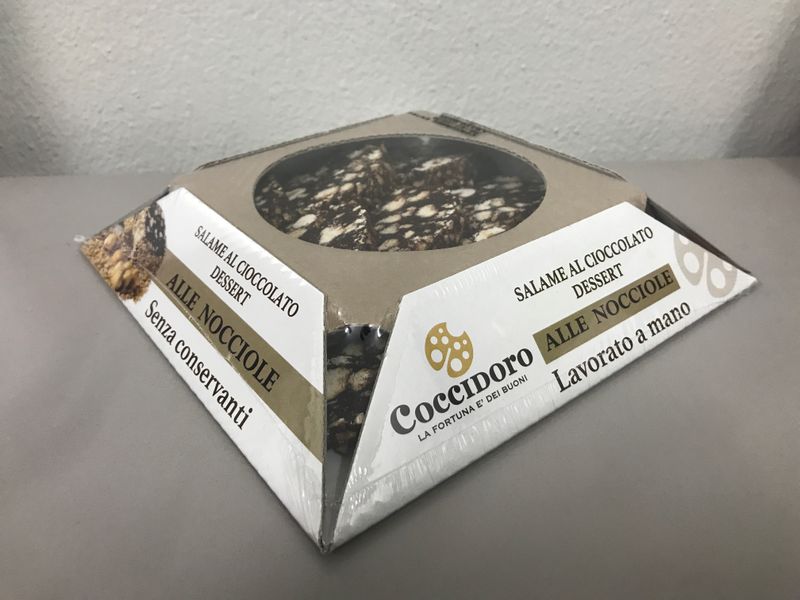 SALAME AL CIOCCOLATO
DESSERT
ALLE NOCCIOLE
Senza conservanti
SALAME AL CIOCCOLATO
DESSERT
ALLE NOCCIOLE
Lavorato a mano
COCCIDORO
LA FORTUNA E' DEI BUONI